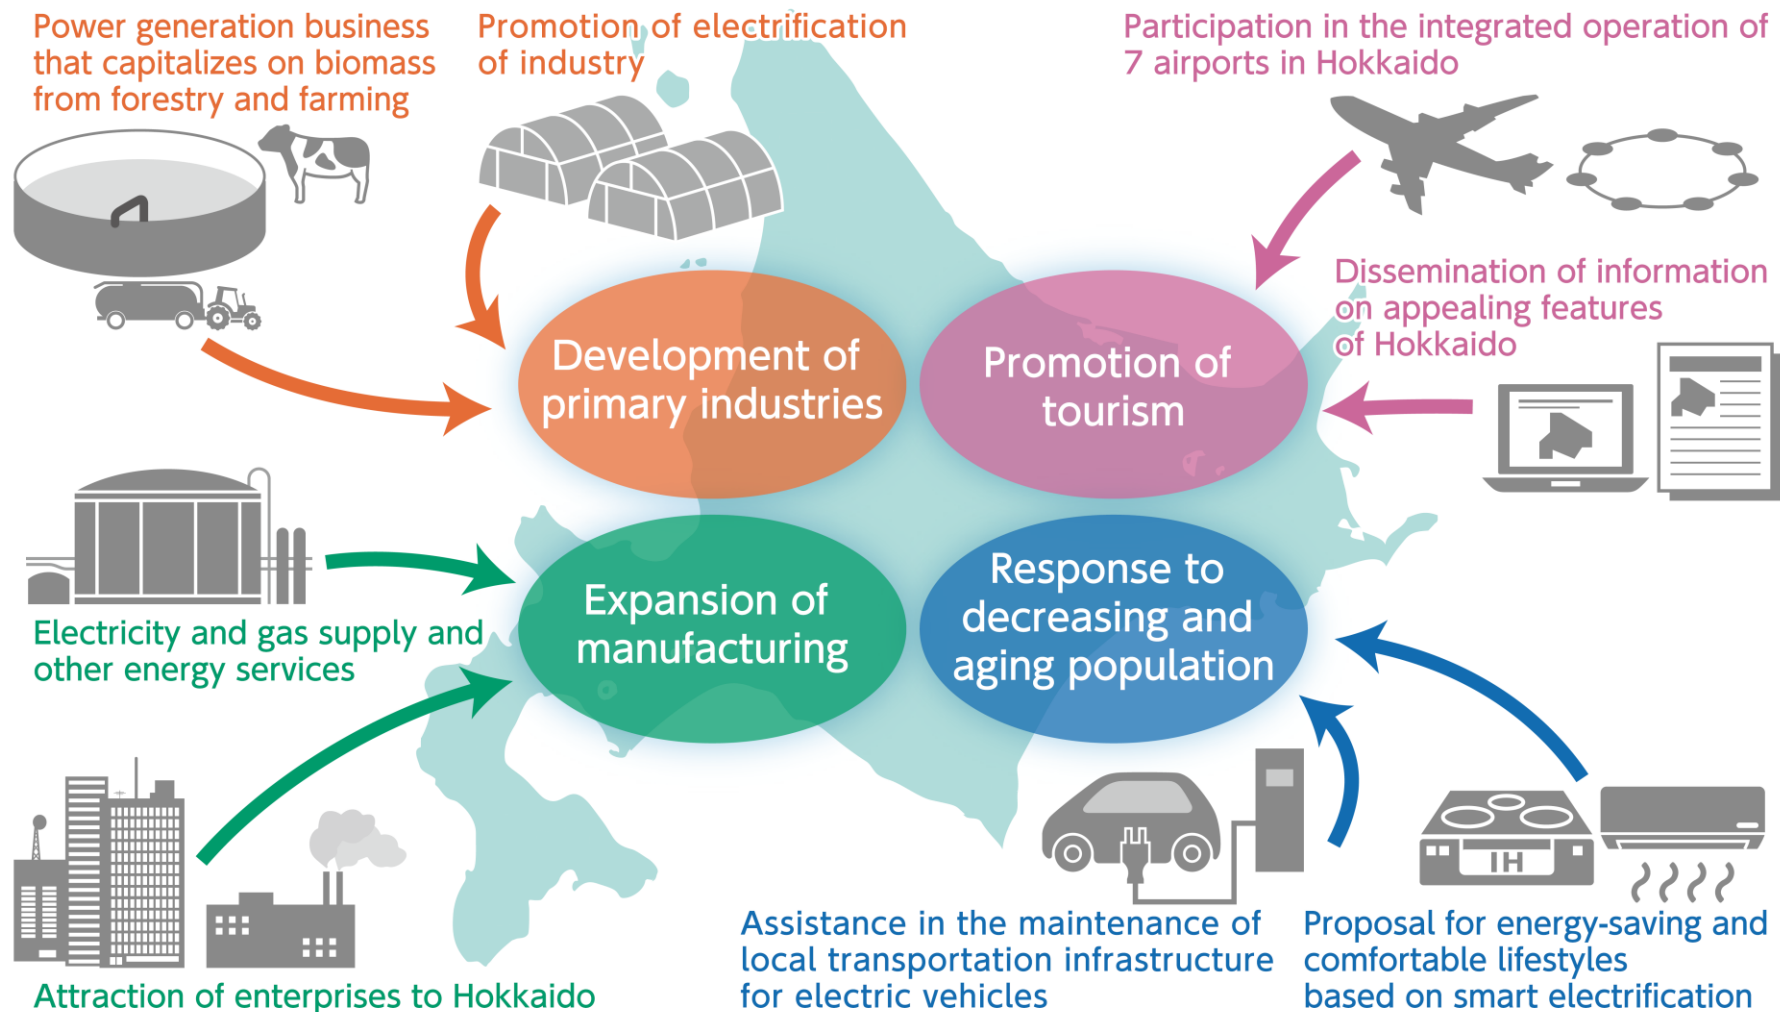 Power generation business
that capitalizes on biomass
from forestry and farming
Promotion of electrification
of industry
Participation in the integrated operation of
7 airports in Hokkaido
Dissemination of information
on appealing features
of Hokkaido
Development of
primary industries
Promotion of
tourism
Expansion of
manufacturing
Response to
decreasing and
aging population
Electricity and gas supply and
other energy services
Attraction of enterprises to Hokkaido
IH
Assistance in the maintenance of
local transportation infrastructure
for electric vehicles
Proposal for energy-saving and
comfortable lifestyles
based on smart electrification